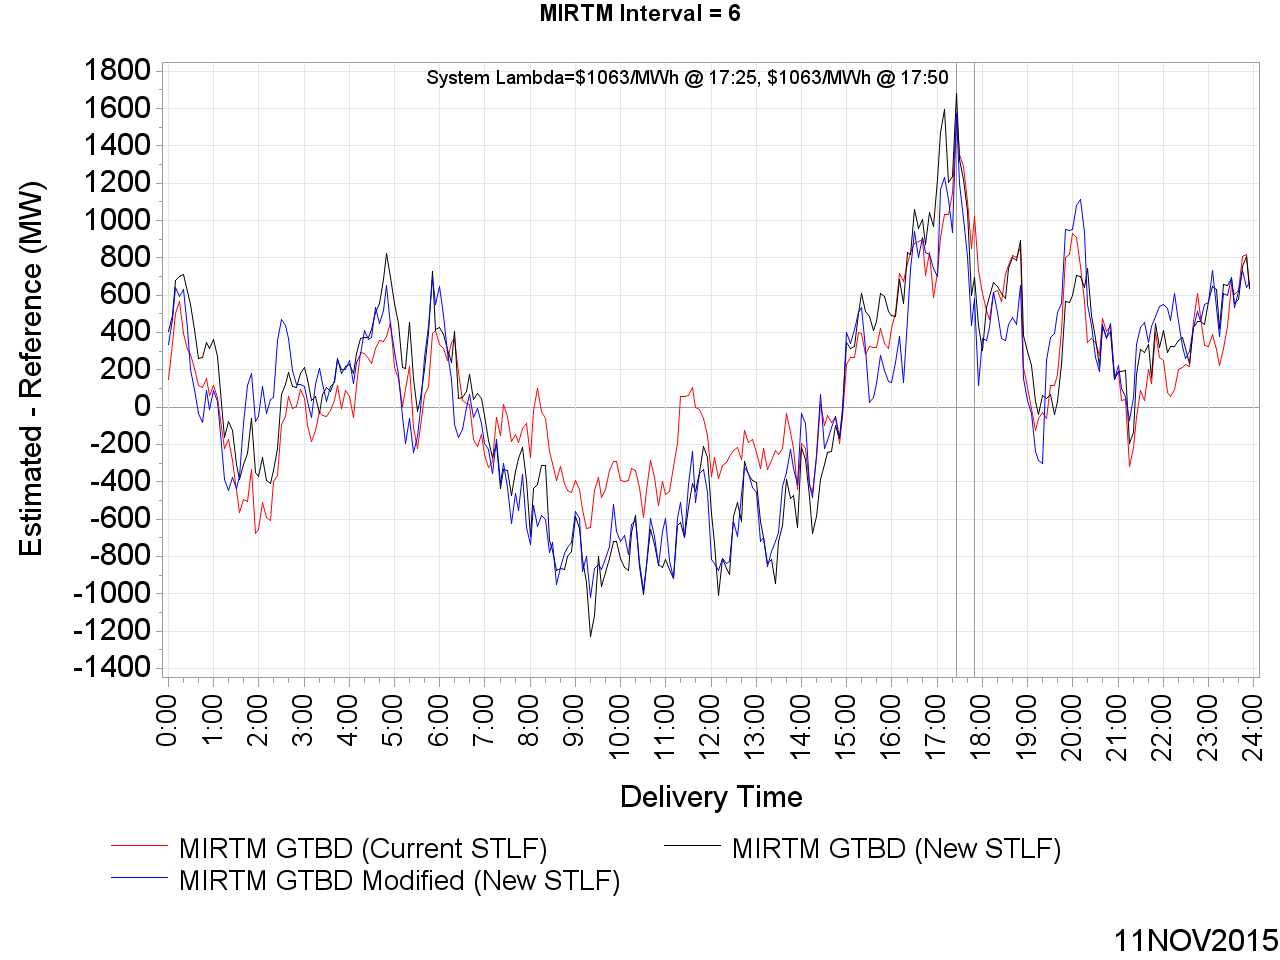 MIRTM Interval = 6
System Lambda=$1063/MWh @ 17:25, $1063/MWh @ 17:50
Estimated - Reference (MW)
1800
1600
1400
1200
1000
800
600
400
200
0
-200
-400
-600
-800
-1000
-1200
-1400
0:00 1:00 2:00 3:00 4:00 5:00 6:00 7:00 8:00 9:00 10:00 11:00 12:00 13:00 14:00 15:00 16:00 17:00 18:00 19:00 20:00 21:00 22:00 23:00 24:00
Delivery Time
MIRTM GTBD (Current STLF) MIRTM GTBD (New STLF)
MIRTM GTBD Modified (New STLF)
11NOV2015